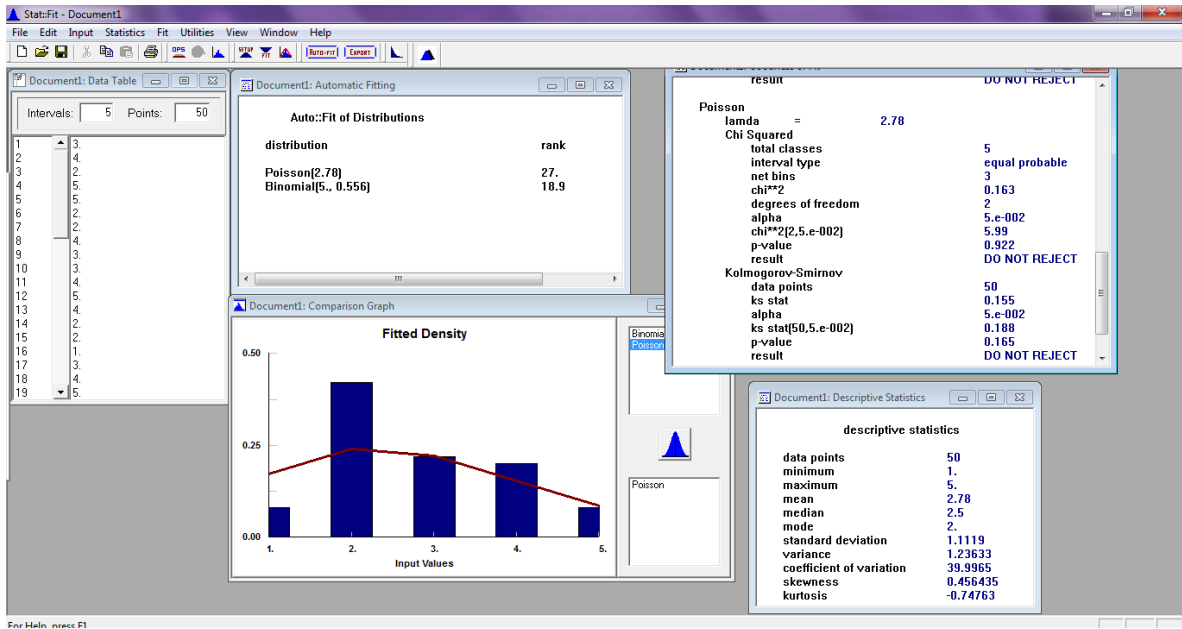 Stat::Fit - Document1
File Edit Input Statistics Fit Utilities View Window Help
OPS SETUP FIT AUTO-FIT EXPORT
Document1: Data Table
Intervals: 5 Points: 50
1 3.
2 4.
3 2.
4 5.
5 5.
6 2.
7 2.
8 4.
9 3.
10 3.
11 4.
12 5.
13 4.
14 2.
15 2.
16 1.
17 3.
18 4.
19 5.
Document1: Automatic Fitting
Auto::Fit of Distributions
distribution rank
Poisson(2.78) 27.
Binomial(5., 0.556) 18.9
Document1: Comparison Graph
Fitted Density
0.50
0.25
0.00
1. 2. 3. 4. 5.
Input Values
Binomia
Poisson
Poisson
result DO NOT REJECT
Poisson
lamda = 2.78
Chi Squared
total classes 5
interval type equal probable
net bins 3
chi**2 0.163
degrees of freedom 2
alpha 5.e-002
chi**2(2,5.e-002) 5.99
p-value 0.922
result DO NOT REJECT
Kolmogorov-Smirnov
data points 50
ks stat 0.155
alpha 5.e-002
ks stat(50,5.e-002) 0.188
p-value 0.165
result DO NOT REJECT
Document1: Descriptive Statistics
descriptive statistics
data points 50
minimum 1.
maximum 5.
mean 2.78
median 2.5
mode 2.
standard deviation 1.1119
variance 1.23633
coefficient of variation 39.9965
skewness 0.456435
kurtosis -0.74763
For Help, press F1